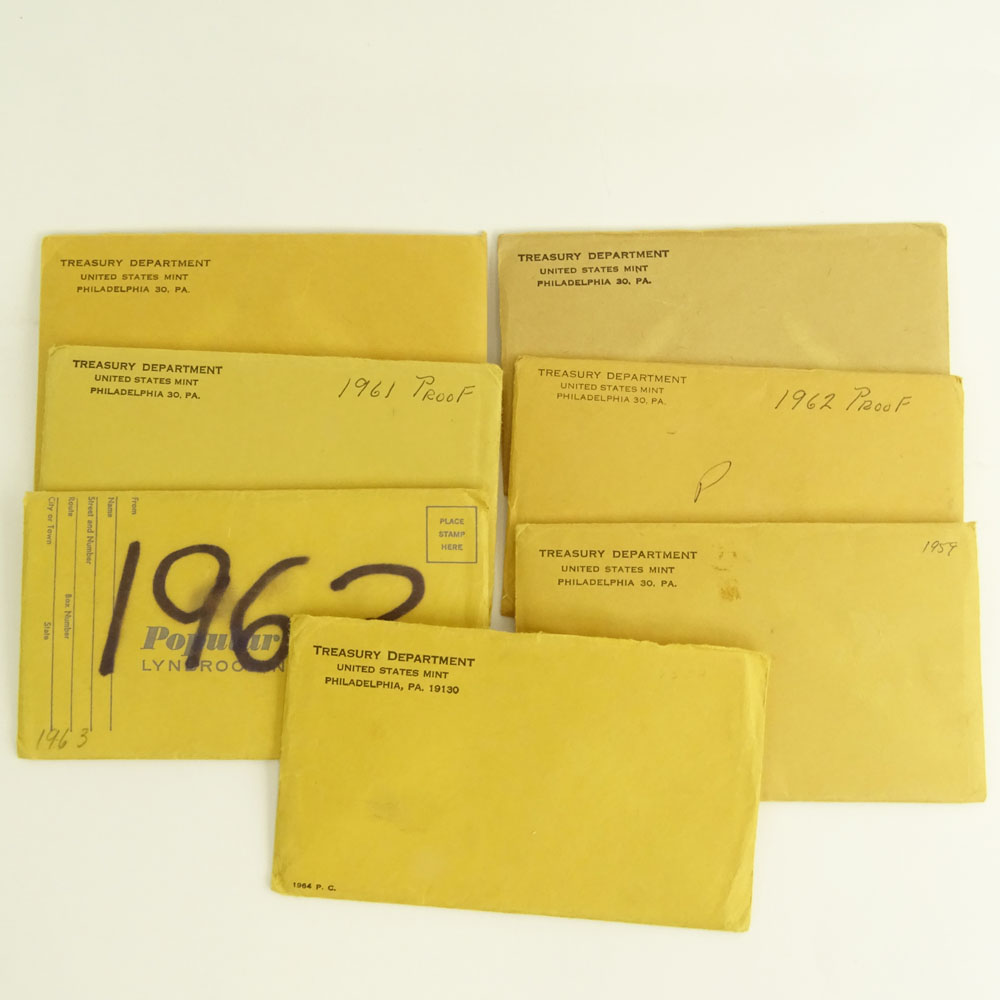 TREASURY DEPARTMENT
UNITED STATES MINT
PHILADELPHIA 30, PA.
TREASURY DEPARTMENT
UNITED STATES MINT
PHILADELPHIA 30, PA.
TREASURY DEPARTMENT
UNITED STATES MINT
PHILADELPHIA 30, PA.
1961 PROOF
TREASURY DEPARTMENT
UNITED STATES MINT
PHILADELPHIA 30, PA.
1962 PROOF
P
From
Name
Street and Number
Route Box Number
City or Town State
PLACE
STAMP
HERE
1963
Popular
1963
TREASURY DEPARTMENT
UNITED STATES MINT
PHILADELPHIA 30, PA.
1959
TREASURY DEPARTMENT
UNITED STATES MINT
PHILADELPHIA, PA. 19130
1964 P. C.